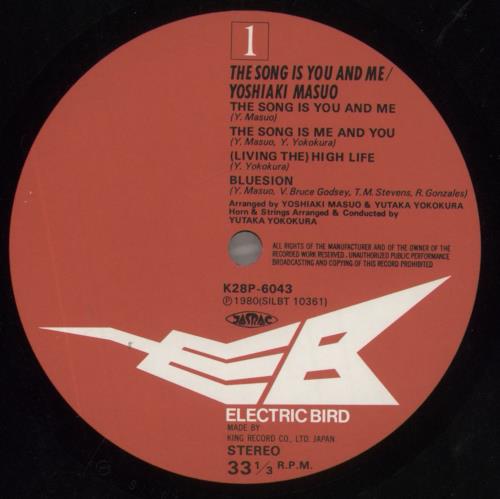 1
THE SONG IS YOU AND ME/
YOSHIAKI MASUO
THE SONG IS YOU AND ME
(Y. Masuo)
THE SONG IS ME AND YOU
(Y. Masuo, Y. Yokokura)
(LIVING THE) HIGH LIFE
(Y. Yokokura)
BLUESION
(Y. Masuo, V. Bruce Godsey, T.M. Stevens, R. Gonzales)
Arranged by YOSHIAKI MASUO & YUTAKA YOKOKURA
Horn & Strings Arranged & Conducted by
YUTAKA YOKOKURA
ALL RIGHTS OF THE MANUFACTURER AND OF THE OWNER OF THE
RECORDED WORK RESERVED. UNAUTHORIZED PUBLIC PERFORMANCE
BROADCASTING AND COPYING OF THIS RECORD PROHIBITED
K28P-6043
Ⓟ1980(SILBT 10361)
JASRAC
EB
ELECTRIC BIRD
MADE BY
KING RECORD CO., LTD. JAPAN
STEREO
33 1/3 R.P.M.